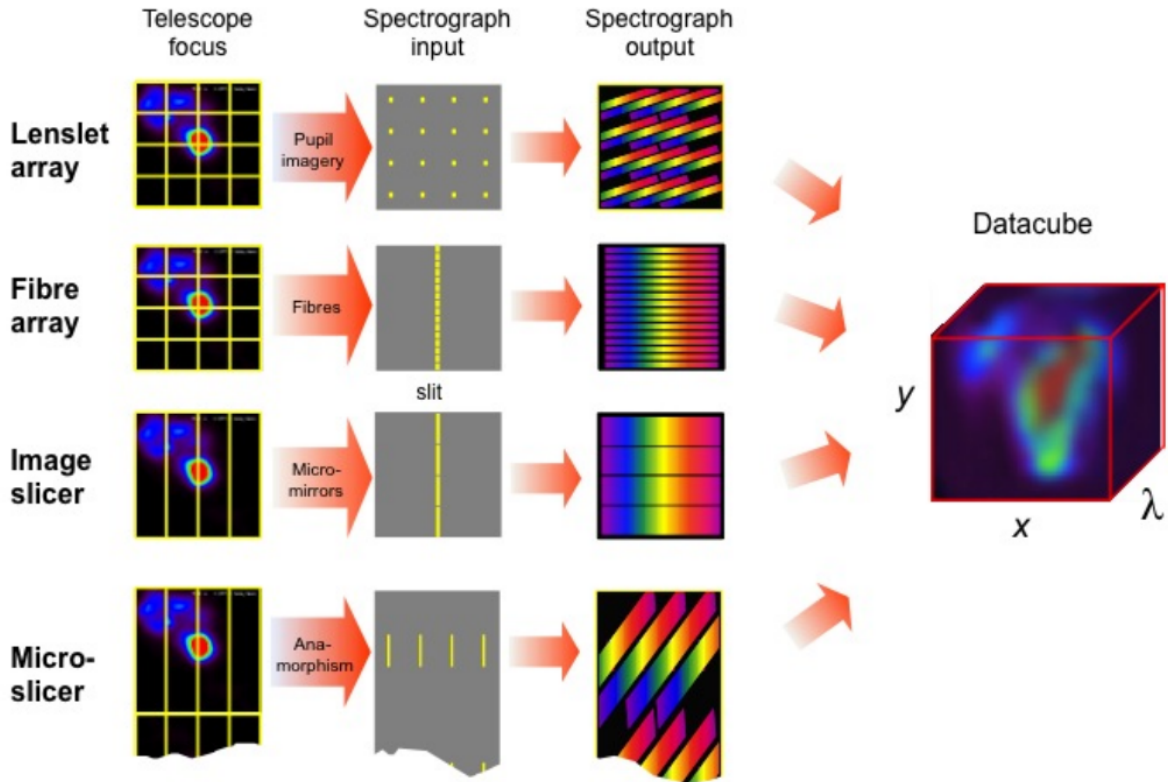 Telescope
focus
Spectrograph
input
Spectrograph
output
Lenslet
array
Pupil
imagery
Fibre
array
Fibres
Datacube
y
x
λ
slit
Image
slicer
Micro-
mirrors
Micro-
slicer
Ana-
morphism